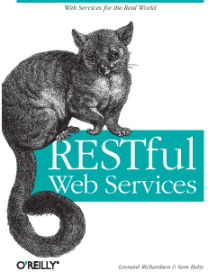 Web Services for the Real World
RESTful
Web Services
O'REILLY®
Leonard Richardson & Sam Ruby